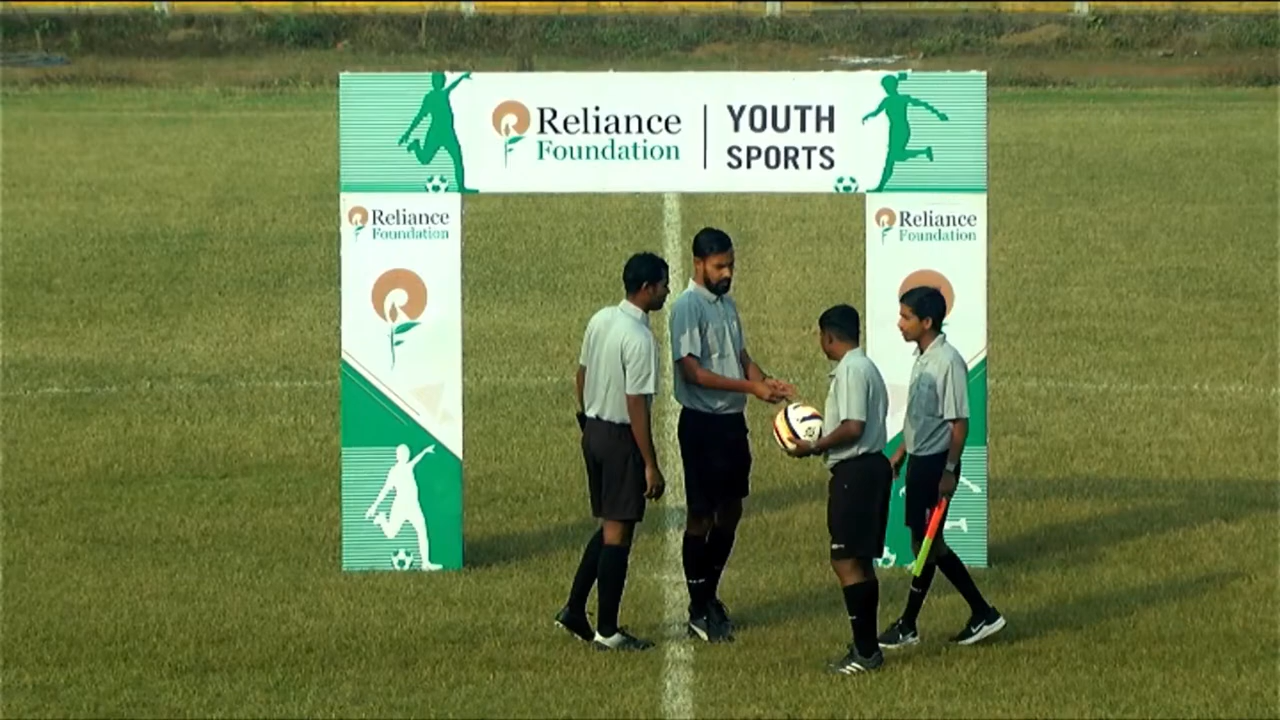 Reliance
Foundation
YOUTH
SPORTS
Reliance
Foundation
Reliance
Foundation